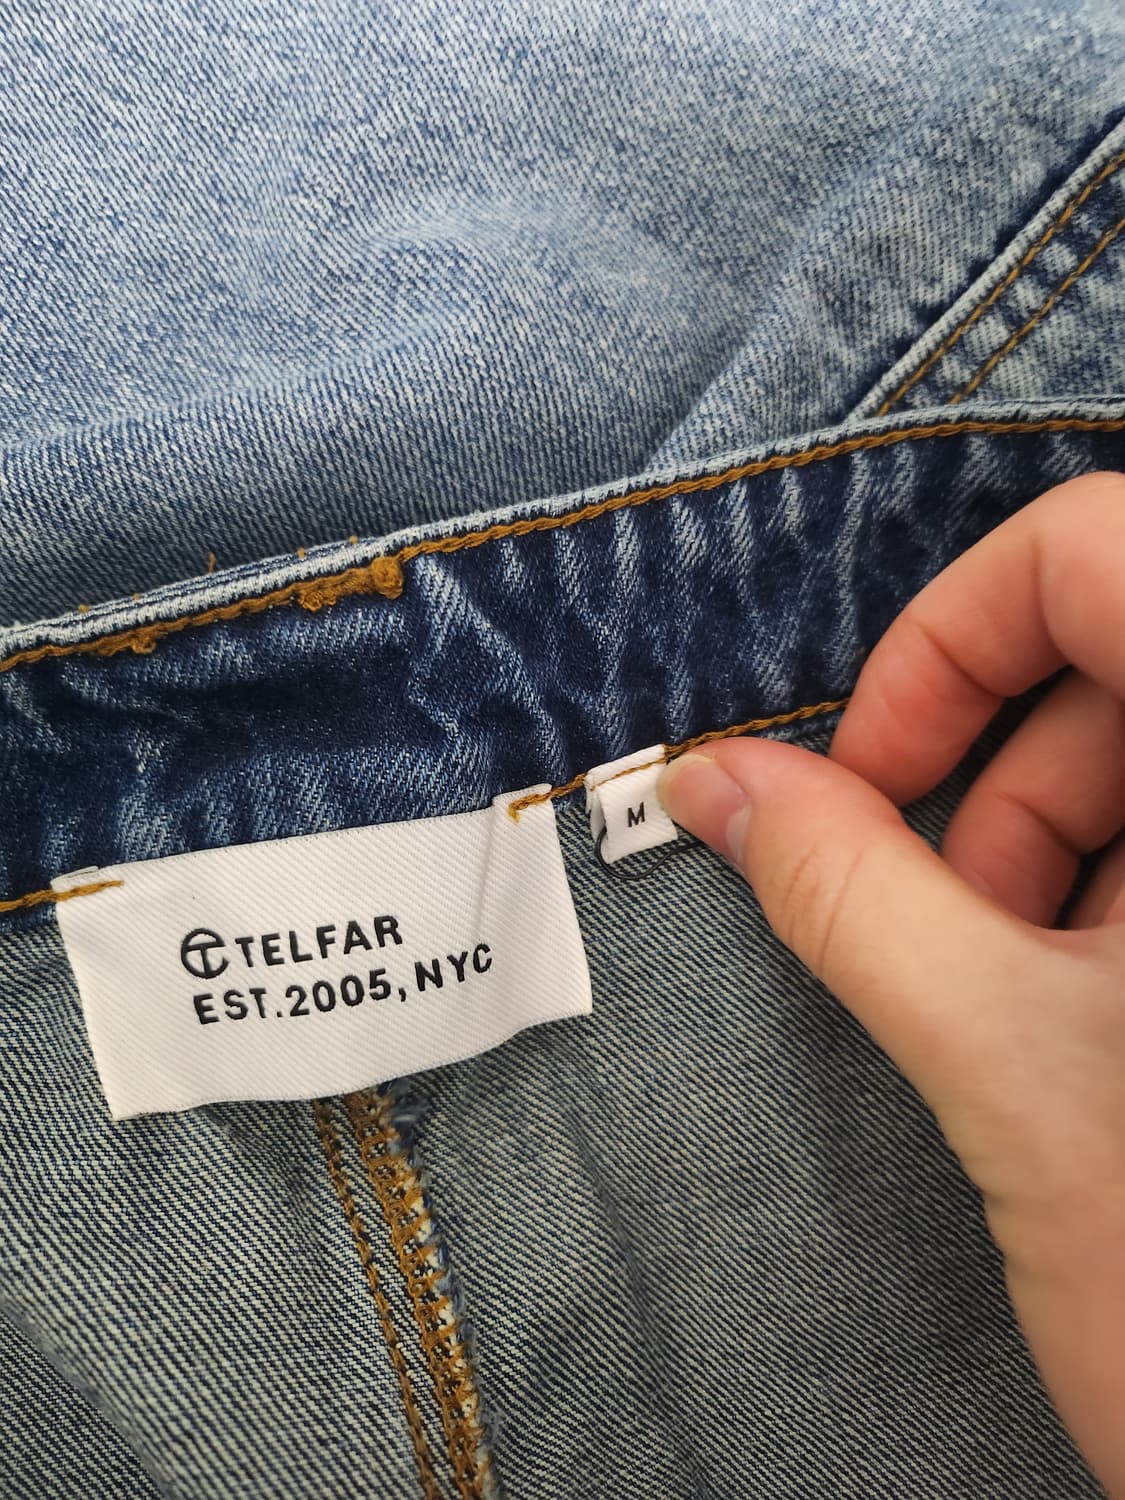 TELFAR
EST.2005, NYC
M